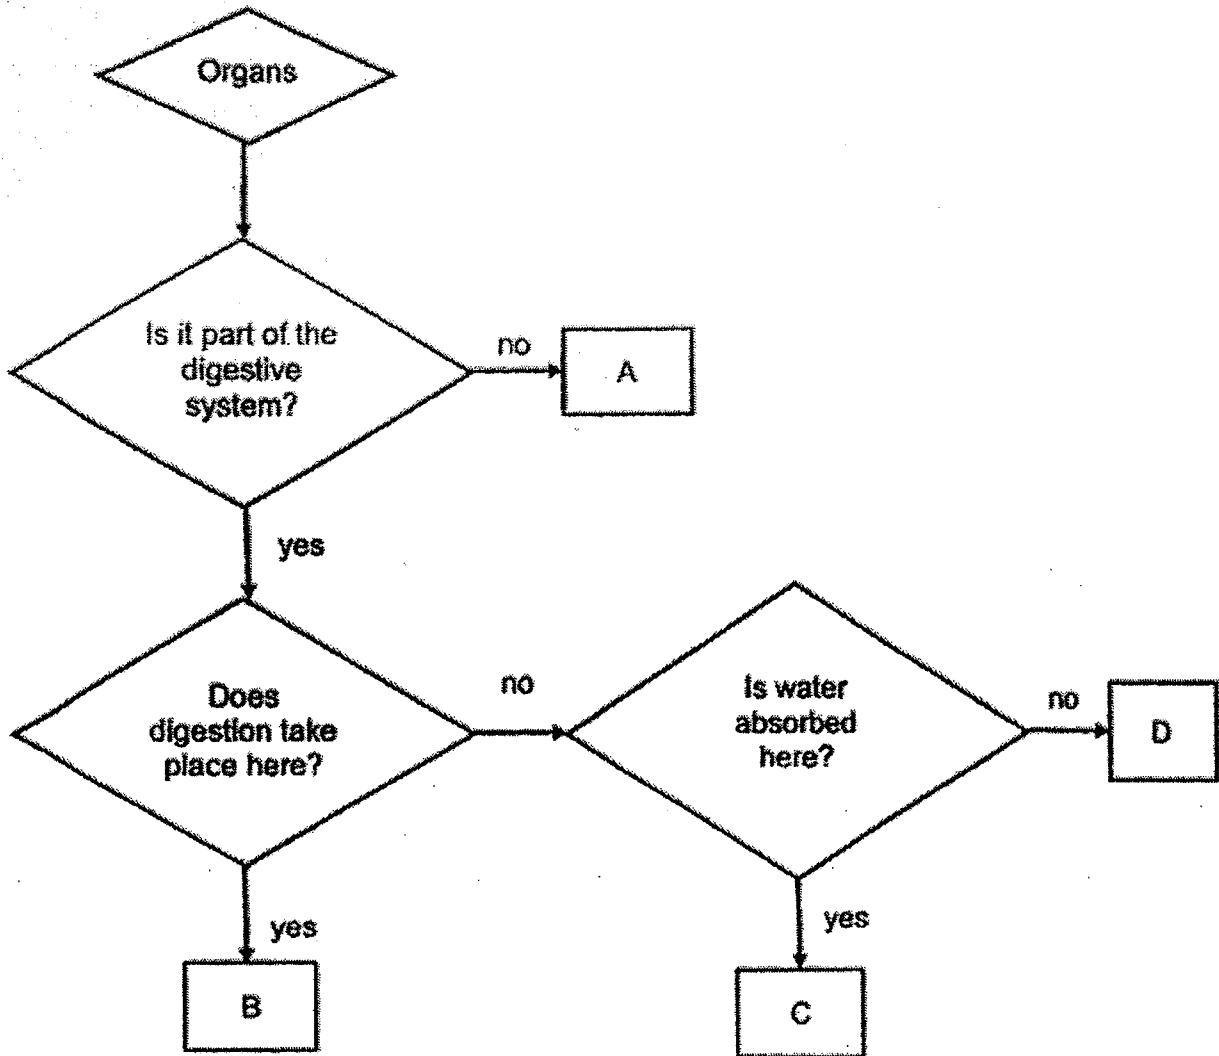 Organs
Is it part of the
digestive
system?
no
A
yes
Does
digestion take
place here?
no
Is water
absorbed
here?
no
D
yes
B
yes
C